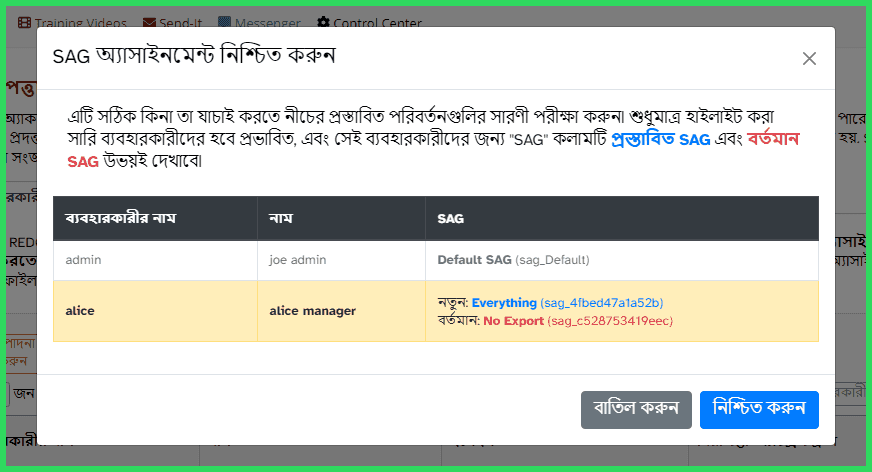 Training Videos Send-It Messenger Control Center
SAG অ্যাসাইনমেন্ট নিশ্চিত করুন
এটি সঠিক কিনা তা যাচাই করতে নীচের প্রস্তাবিত পরিবর্তনগুলির সারণী পরীক্ষা করুন। শুধুমাত্র হাইলাইট করা
সারি ব্যবহারকারীদের হবে প্রভাবিত, এবং সেই ব্যবহারকারীদের জন্য "SAG" কলামটি প্রস্তাবিত SAG এবং বর্তমান
SAG উভয়ই দেখাবে।
ব্যবহারকারীর নাম নাম SAG
admin joe admin Default SAG (sag_Default)
alice alice manager নতুন: Everything (sag_4fbed47a1a52b)
বর্তমান: No Export (sag_c528753419eec)
জন
বাতিল করুন নিশ্চিত করুন